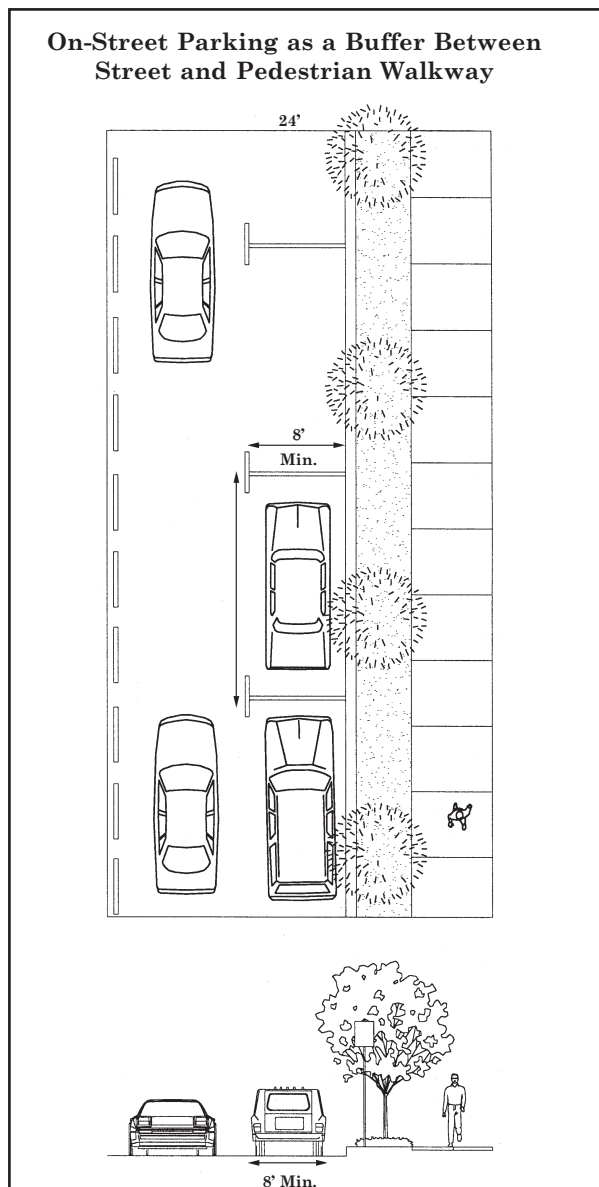 On-Street Parking as a Buffer Between
Street and Pedestrian Walkway
24'
8'
Min.
8' Min.